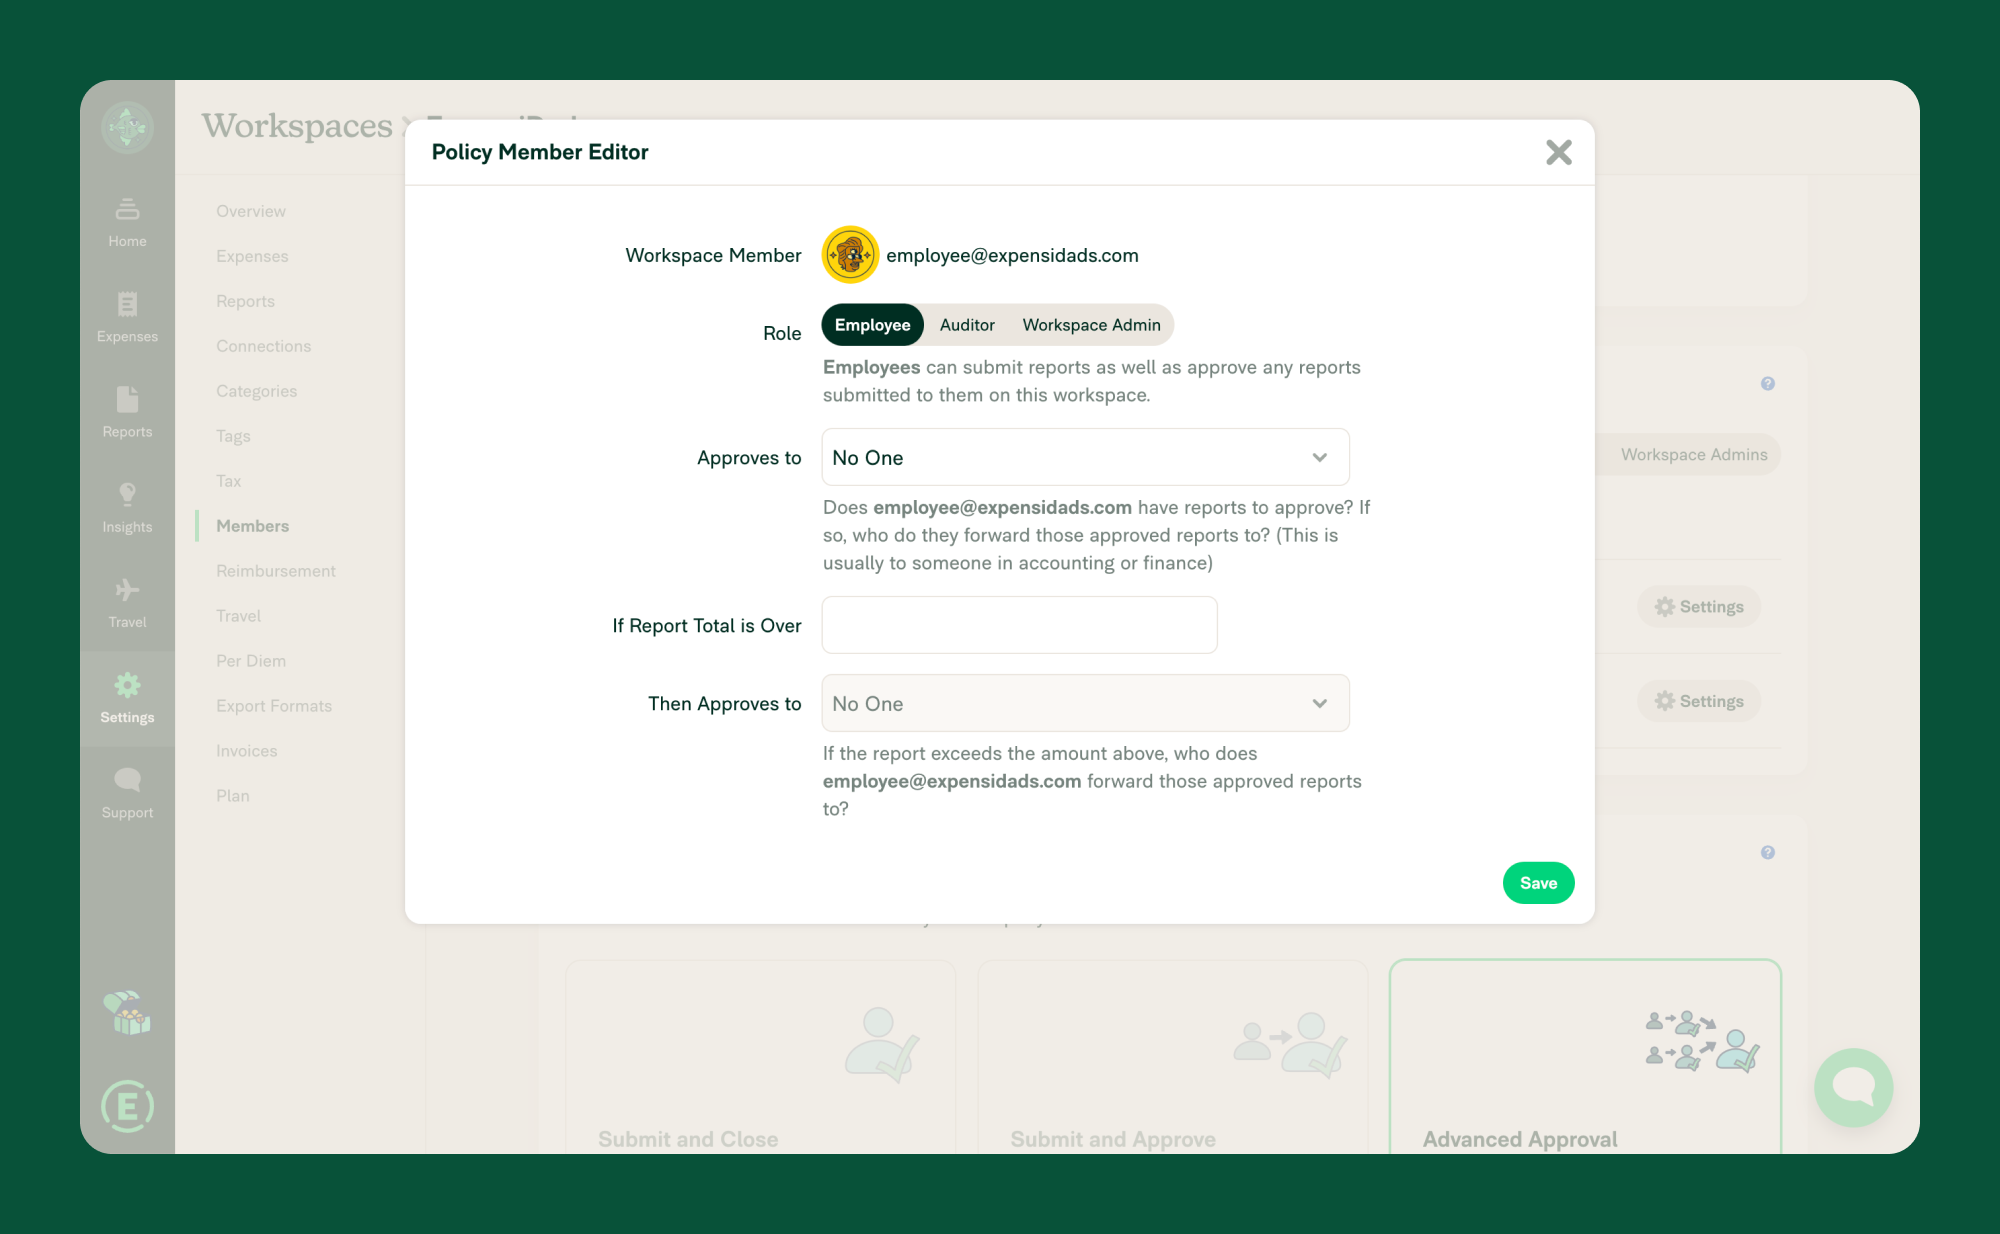 Workspaces
Home
Expenses
Reports
Insights
Travel
Settings
Support
E
Overview
Expenses
Reports
Connections
Categories
Tags
Tax
Members
Reimbursement
Travel
Per Diem
Export Formats
Invoices
Plan
Policy Member Editor
Workspace Member employee@expensidads.com
Role Employee Auditor Workspace Admin
Employees can submit reports as well as approve any reports
submitted to them on this workspace.
Approves to No One
Does employee@expensidads.com have reports to approve? If
so, who do they forward those approved reports to? (This is
usually to someone in accounting or finance)
If Report Total is Over
Then Approves to No One
If the report exceeds the amount above, who does
employee@expensidads.com forward those approved reports
to?
Save
?
Workspace Admins
Settings
Settings
?
Submit and Close
Submit and Approve
Advanced Approval